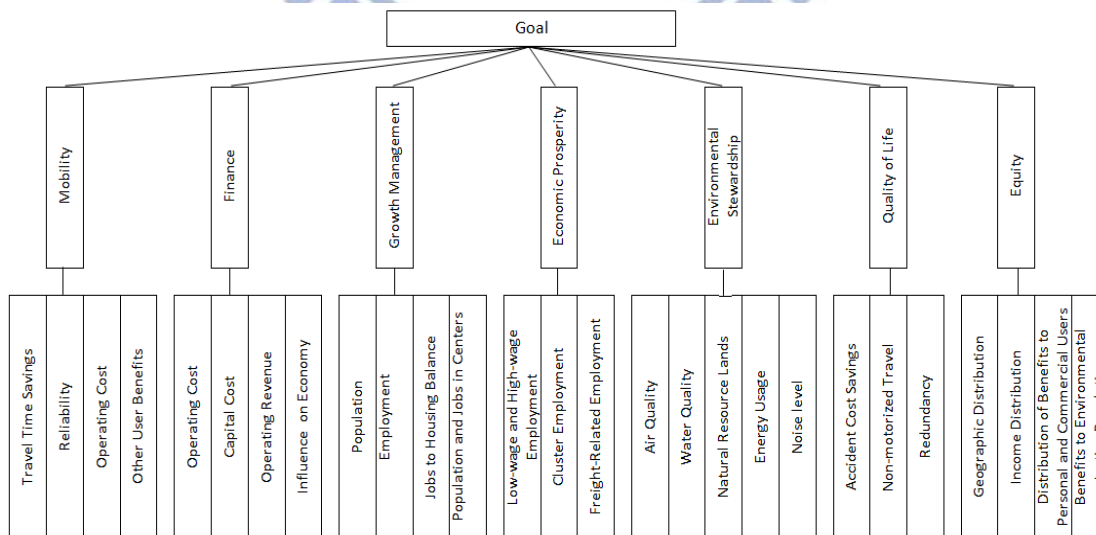 Goal
Mobility
Finance
Growth Management
Economic Prosperity
Environmental
Stewardship
Quality of Life
Equity
Travel Time Savings
Reliability
Operating Cost
Other User Benefits
Operating Cost
Capital Cost
Operating Revenue
Influence on Economy
Population
Employment
Jobs to Housing Balance
Population and Jobs in Centers
Low-wage and High-wage
Employment
Cluster Employment
Freight-Related Employment
Air Quality
Water Quality
Natural Resource Lands
Energy Usage
Noise level
Accident Cost Savings
Non-motorized Travel
Redundancy
Geographic Distribution
Income Distribution
Distribution of Benefits to
Personal and Commercial Users
Benefits to Environmental